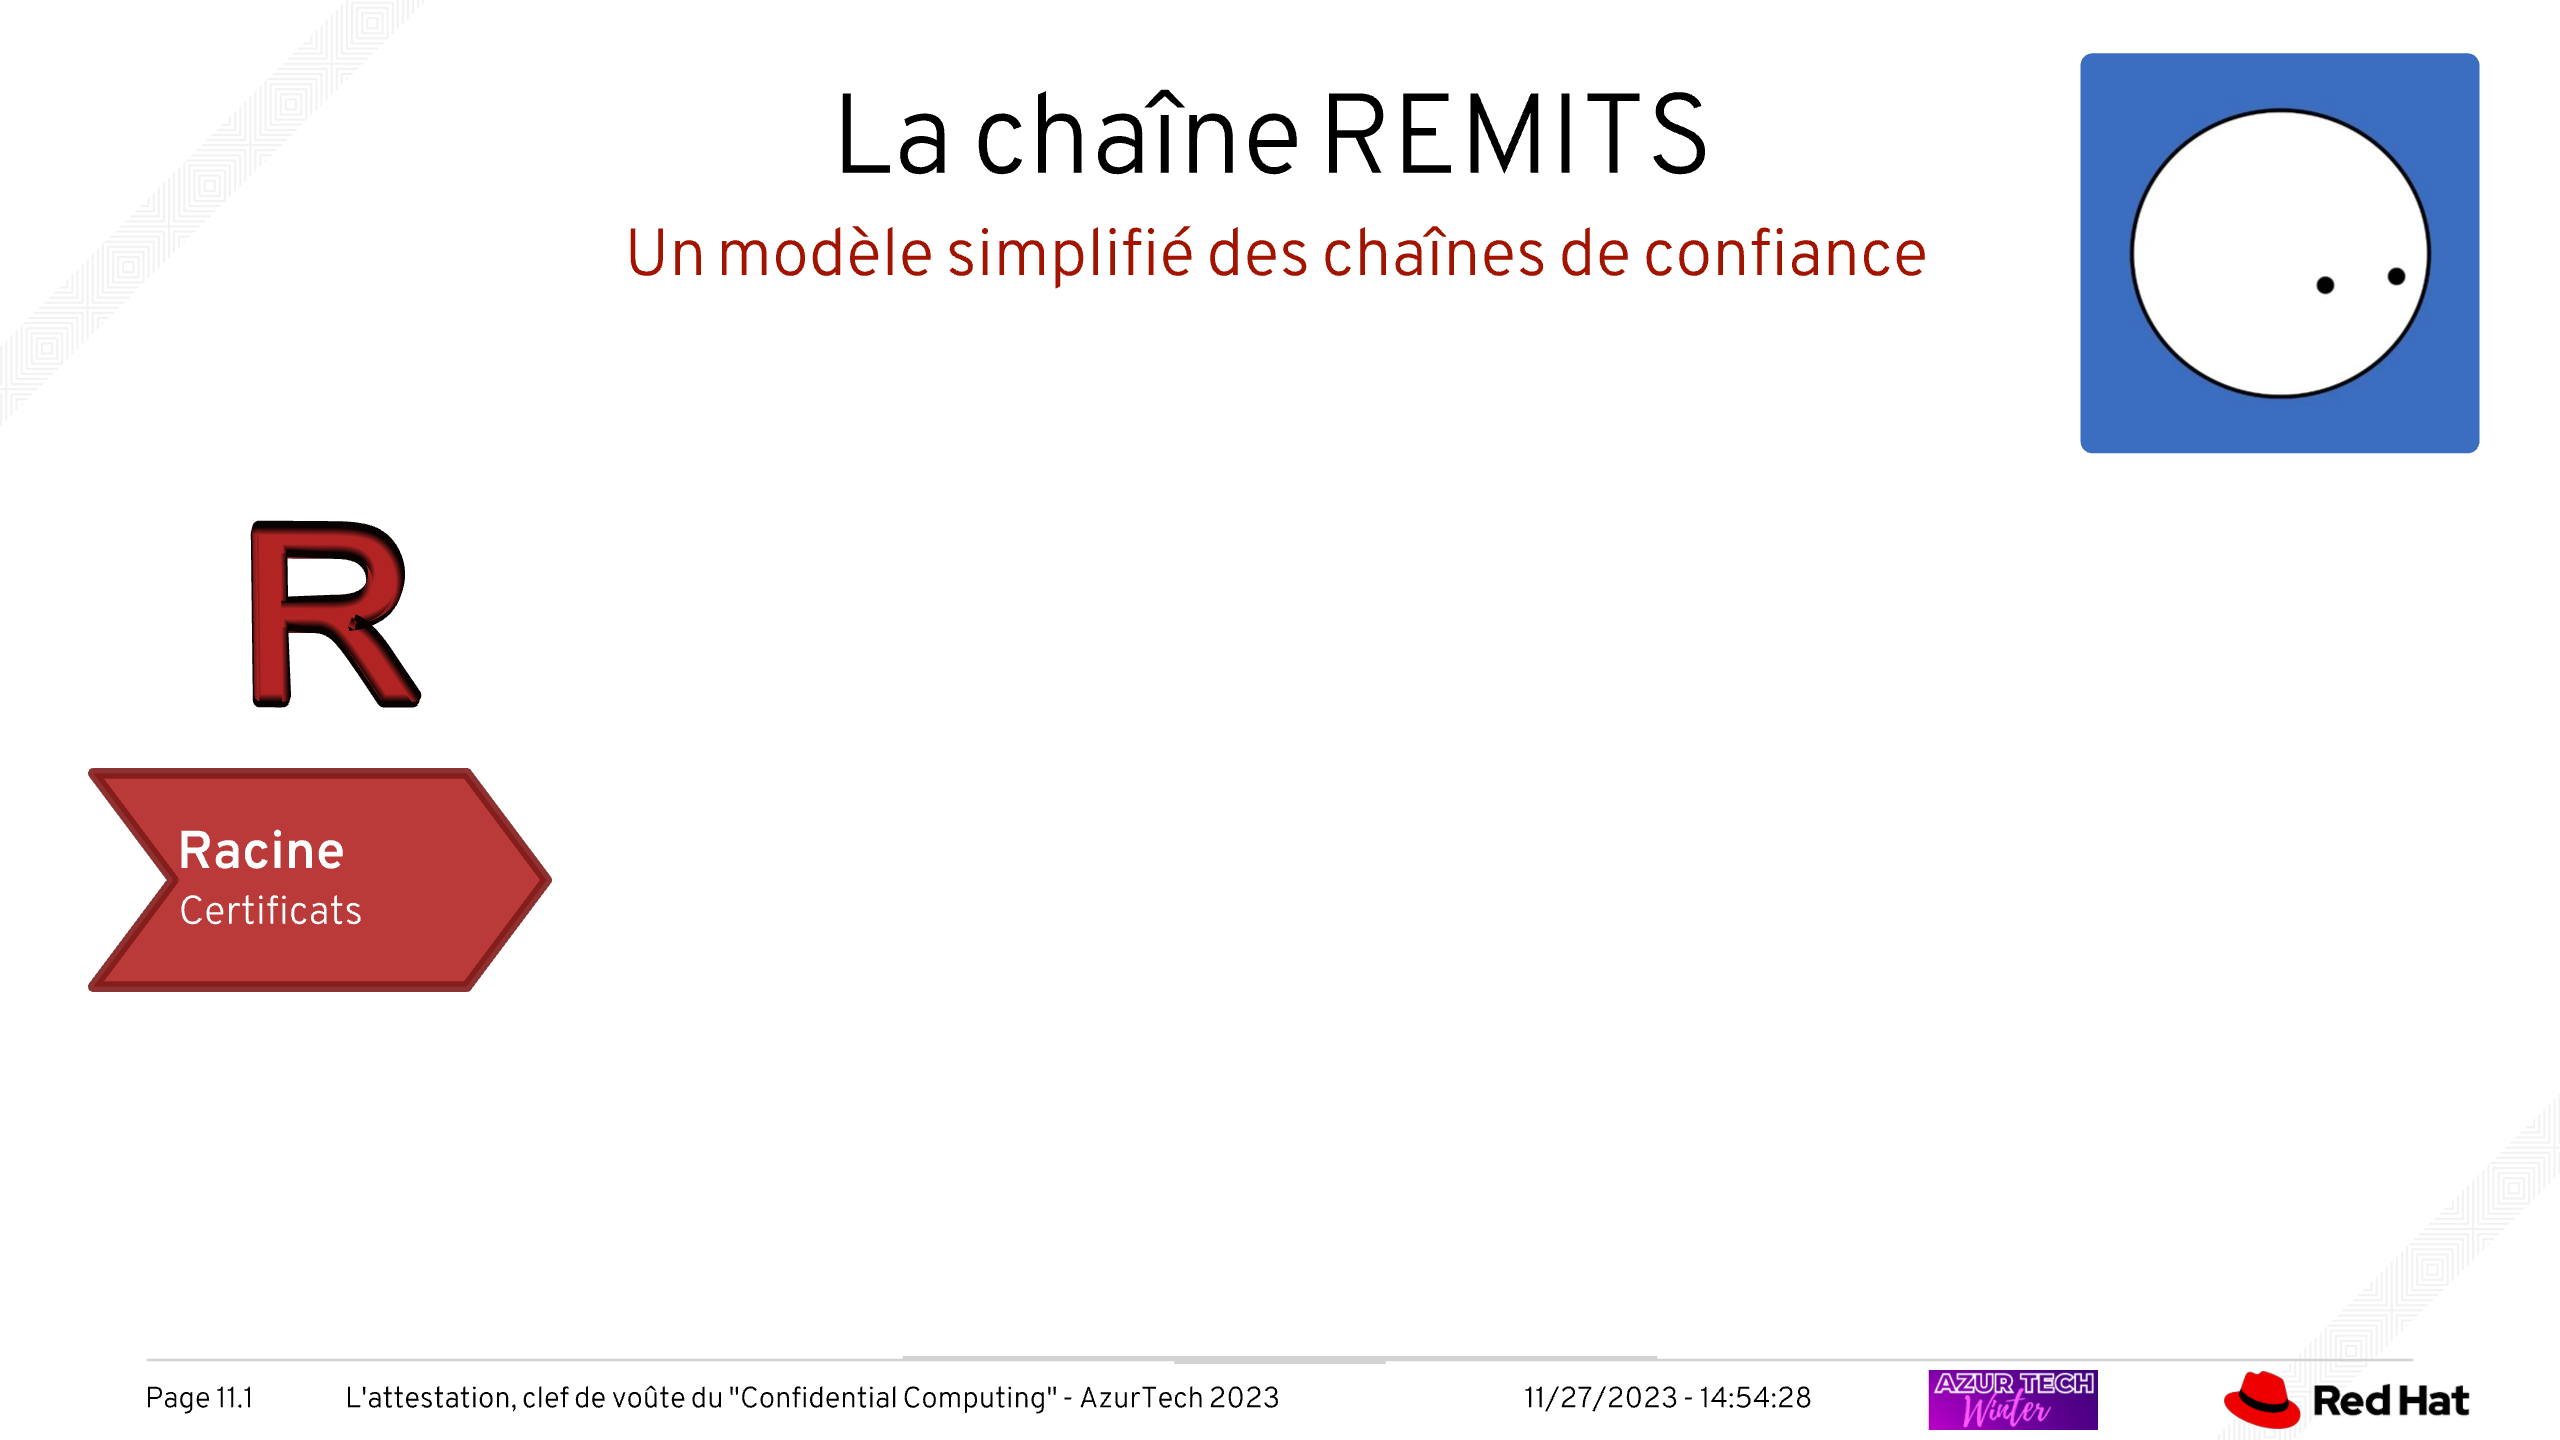 La chaîne REMITS
Un modèle simplifié des chaînes de confiance
R
Racine
Certificats
Page 11.1
L'attestation, clef de voûte du "Confidential Computing" - AzurTech 2023
11/27/2023 - 14:54:28
AZUR TECH
Winter
Red Hat